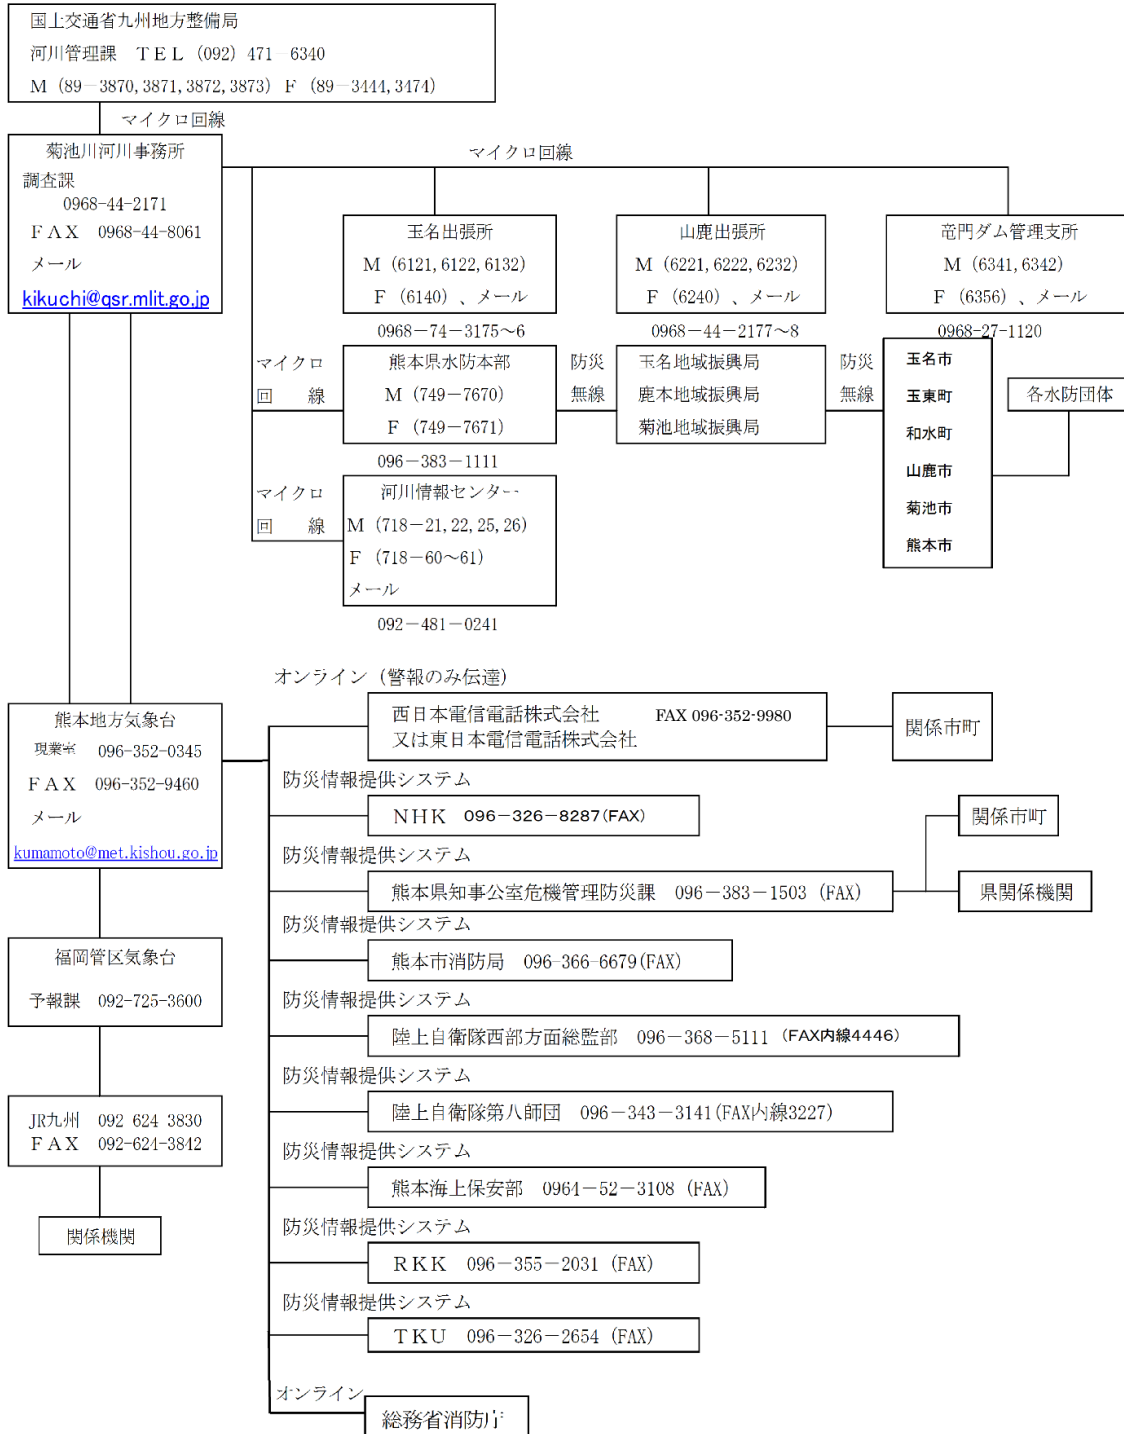 国土交通省九州地方整備局
河川管理課　ＴＥＬ (092) 471－6340
Ｍ (89－3870, 3871, 3872, 3873) Ｆ (89－3444, 3474)
マイクロ回線
菊池川河川事務所
調査課
0968-44-2171
ＦＡＸ　0968-44-8061
メール
kikuchi@qsr.mlit.go.jp
マイクロ回線
玉名出張所
Ｍ (6121, 6122, 6132)
Ｆ (6140) 、メール
0968－74－3175～6
山鹿出張所
Ｍ (6221, 6222, 6232)
Ｆ (6240) 、メール
0968－44－2177～8
竜門ダム管理支所
Ｍ (6341, 6342)
Ｆ (6356) 、メール
0968-27-1120
マイクロ
回　線
熊本県水防本部
Ｍ (749－7670)
Ｆ (749－7671)
096－383－1111
防災
無線
玉名地域振興局
鹿本地域振興局
菊池地域振興局
防災
無線
玉名市
玉東町
和水町
山鹿市
菊池市
熊本市
各水防団体
マイクロ
回　線
河川情報センター
Ｍ (718－21, 22, 25, 26)
Ｆ (718－60～61)
メール
092－481－0241
熊本地方気象台
現業室　096-352-0345
ＦＡＸ　096-352-9460
メール
kumamoto@met.kishou.go.jp
福岡管区気象台
予報課　092-725-3600
JR九州　092 624 3830
ＦＡＸ　092-624-3842
関係機関
オンライン (警報のみ伝達)
西日本電信電話株式会社　FAX 096-352-9980
又は東日本電信電話株式会社
関係市町
防災情報提供システム
ＮＨＫ　096－326－8287(FAX)
防災情報提供システム
熊本県知事公室危機管理防災課　096－383－1503 (FAX)
関係市町
県関係機関
防災情報提供システム
熊本市消防局　096-366-6679(FAX)
防災情報提供システム
陸上自衛隊西部方面総監部　096－368－5111 (FAX内線4446)
防災情報提供システム
陸上自衛隊第八師団　096－343－3141(FAX内線3227)
防災情報提供システム
熊本海上保安部　0964－52－3108 (FAX)
防災情報提供システム
ＲＫＫ　096－355－2031 (FAX)
防災情報提供システム
ＴＫＵ　096－326－2654 (FAX)
オンライン
総務省消防庁